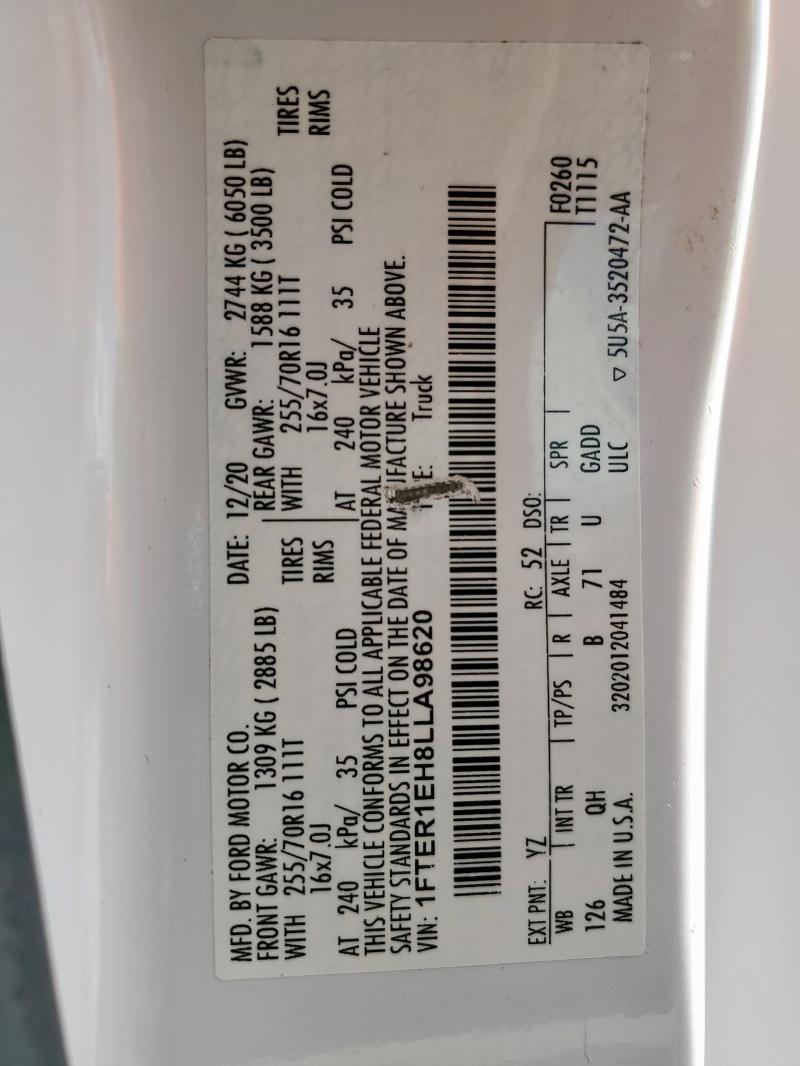 MFD. BY FORD MOTOR CO.
DATE: 12/20 GVWR: 2744 KG ( 6050 LB)
FRONT GAWR: 1309 KG ( 2885 LB)
REAR GAWR: 1588 KG ( 3500 LB)
WITH 255/70R16 111T TIRES
WITH 255/70R16 111T TIRES
16x7.0J RIMS
16x7.0J RIMS
AT 240 kPa/ 35 PSI COLD
AT 240 kPa/ 35 PSI COLD
THIS VEHICLE CONFORMS TO ALL APPLICABLE FEDERAL MOTOR VEHICLE
SAFETY STANDARDS IN EFFECT ON THE DATE OF MANUFACTURE SHOWN ABOVE.
VIN: 1FTER1EH8LLA98620 Truck
EXT PNT: YZ RC: 52 DSO: F0260
WB INT TR TP/PS R AXLE TR SPR T1115
126 QH B 71 U GADD
MADE IN U.S.A. 3202012041484 ULC ▽ 5U5A-3520472-AA